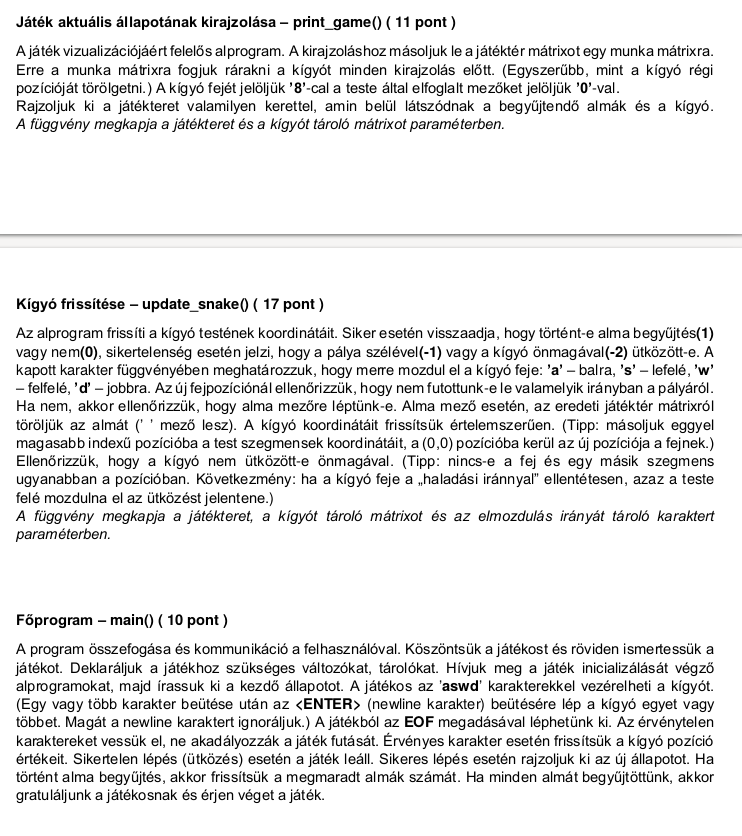 Játék aktuális állapotának kirajzolása – print_game() ( 11 pont )
A játék vizualizációjáért felelős alprogram. A kirajzoláshoz másoljuk le a játéktér mátrixot egy munka mátrixra.
Erre a munka mátrixra fogjuk rárakni a kígyót minden kirajzolás előtt. (Egyszerűbb, mint a kígyó régi
pozícióját törölgetni.) A kígyó fejét jelöljük '8'-cal a teste által elfoglalt mezőket jelöljük '0'-val.
Rajzoljuk ki a játékteret valamilyen kerettel, amin belül látszódnak a begyűjtendő almák és a kígyó.
A függvény megkapja a játékteret és a kígyót tároló mátrixot paraméterben.
Kígyó frissítése – update_snake() ( 17 pont )
Az alprogram frissíti a kígyó testének koordinátáit. Siker esetén visszaadja, hogy történt-e alma begyűjtés(1)
vagy nem(0), sikertelenség esetén jelzi, hogy a pálya szélével(-1) vagy a kígyó önmagával(-2) ütközött-e. A
kapott karakter függvényében meghatározzuk, hogy merre mozdul el a kígyó feje: 'a' – balra, 's' – lefelé, 'w'
– felfelé, 'd' – jobbra. Az új fejpozíciónál ellenőrizzük, hogy nem futottunk-e le valamelyik irányban a pályáról.
Ha nem, akkor ellenőrizzük, hogy alma mezőre léptünk-e. Alma mező esetén, az eredeti játéktér mátrixról
töröljük az almát (' ' mező lesz). A kígyó koordinátáit frissítsük értelemszerűen. (Tipp: másoljuk eggyel
magasabb indexű pozícióba a test szegmensek koordinátáit, a (0,0) pozícióba kerül az új pozíciója a fejnek.)
Ellenőrizzük, hogy a kígyó nem ütközött-e önmagával. (Tipp: nincs-e a fej és egy másik szegmens
ugyanabban a pozícióban. Következmény: ha a kígyó feje a „haladási iránnyal” ellentétesen, azaz a teste
felé mozdulna el az ütközést jelentene.)
A függvény megkapja a játékteret, a kígyót tároló mátrixot és az elmozdulás irányát tároló karaktert
paraméterben.
Főprogram – main() ( 10 pont )
A program összefogása és kommunikáció a felhasználóval. Köszöntsük a játékost és röviden ismertessük a
játékot. Deklaráljuk a játékhoz szükséges változókat, tárolókat. Hívjuk meg a játék inicializálását végző
alprogramokat, majd írassuk ki a kezdő állapotot. A játékos az 'aswd' karakterekkel vezérelheti a kígyót.
(Egy vagy több karakter beütése után az <ENTER> (newline karakter) beütésére lép a kígyó egyet vagy
többet. Magát a newline karaktert ignoráljuk.) A játékból az EOF megadásával léphetünk ki. Az érvénytelen
karaktereket vessük el, ne akadályozzák a játék futását. Érvényes karakter esetén frissítsük a kígyó pozíció
értékeit. Sikertelen lépés (ütközés) esetén a játék leáll. Sikeres lépés esetén rajzoljuk ki az új állapotot. Ha
történt alma begyűjtés, akkor frissítsük a megmaradt almák számát. Ha minden almát begyűjtöttünk, akkor
gratuláljunk a játékosnak és érjen véget a játék.